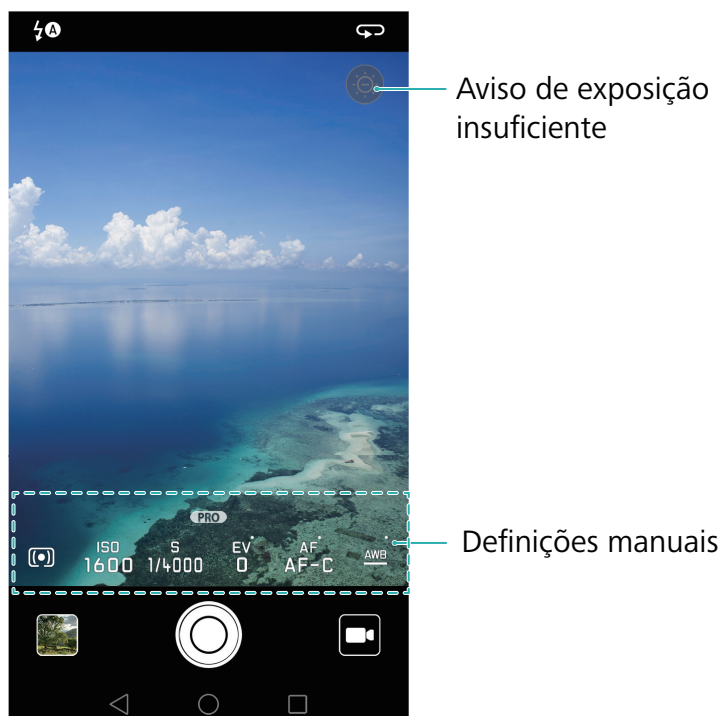 A
Aviso de exposição
insuficiente
PRO
ISO S EV AF
1600 1/4000 0 AF-C AWB
Definições manuais